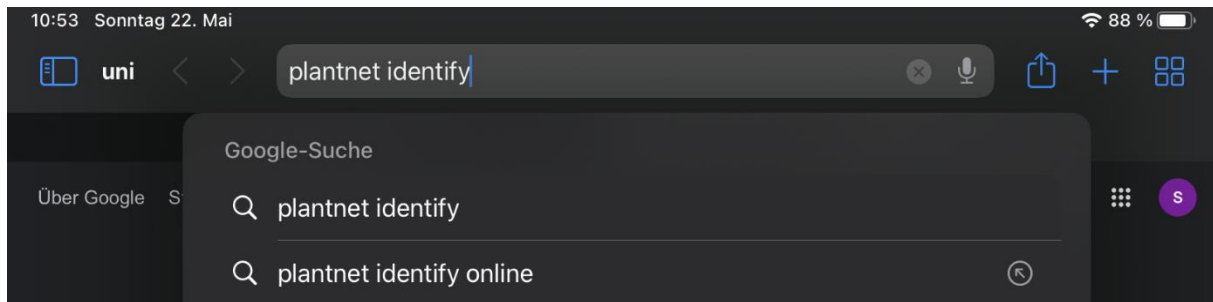 10:53 Sonntag 22. Mai 88 %
uni plantnet identify
Google-Suche
Über Google
plantnet identify
S
plantnet identify online